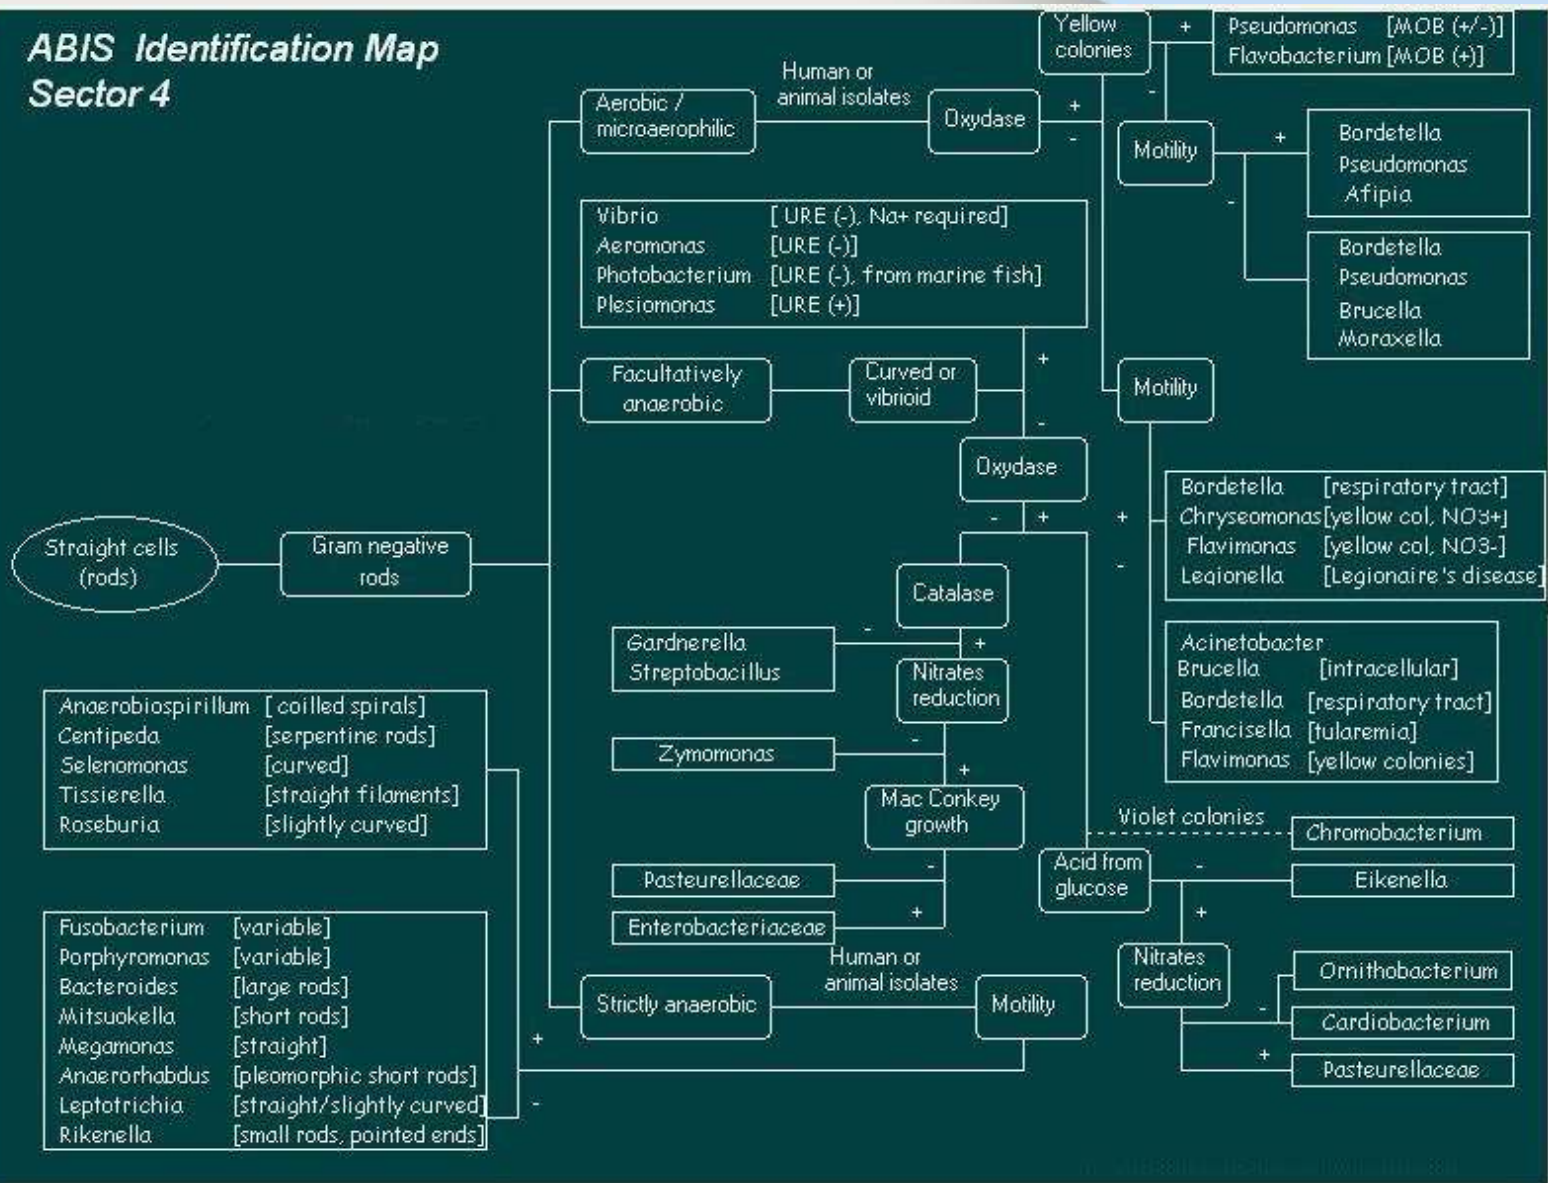 ABIS Identification Map
Sector 4
Yellow
colonies
+
Pseudomonas [MOB (+/-)]
Flavobacterium [MOB (+)]
-
Human or
animal isolates
Aerobic /
microaerophilic
Oxydase
+
-
Motility
+
-
Bordetella
Pseudomonas
Afipia
Bordetella
Pseudomonas
Brucella
Moraxella
Vibrio [ URE (-), Na+ required]
Aeromonas [URE (-)]
Photobacterium [URE (-), from marine fish]
Plesiomonas [URE (+)]
+
Facultatively
anaerobic
Curved or
vibrioid
-
Motility
Oxydase
- +
+
-
Bordetella [respiratory tract]
Chryseomonas[yellow col, NO3+]
Flavimonas [yellow col, NO3-]
Legionella [Legionaire's disease]
Straight cells
(rods)
Gram negative
rods
Catalase
-
+
Gardnerella
Streptobacillus
Nitrates
reduction
Acinetobacter
Brucella [intracellular]
Bordetella [respiratory tract]
Francisella [tularemia]
Flavimonas [yellow colonies]
Anaerobiospirillum [ coilled spirals]
Centipeda [serpentine rods]
Selenomonas [curved]
Tissierella [straight filaments]
Roseburia [slightly curved]
-
Zymomonas
+
Mac Conkey
growth
Violet colonies
Chromobacterium
-
Pasteurellaceae
Acid from
glucose
-
Eikenella
+
Enterobacteriaceae
+
Fusobacterium [variable]
Porphyromonas [variable]
Bacteroides [large rods]
Mitsuokella [short rods]
Megamonas [straight]
Anaerorhabdus [pleomorphic short rods]
Leptotrichia [straight/slightly curved]
Rikenella [small rods, pointed ends]
Human or
animal isolates
Strictly anaerobic
Motility
+
-
Nitrates
reduction
Ornithobacterium
-
Cardiobacterium
+
Pasteurellaceae